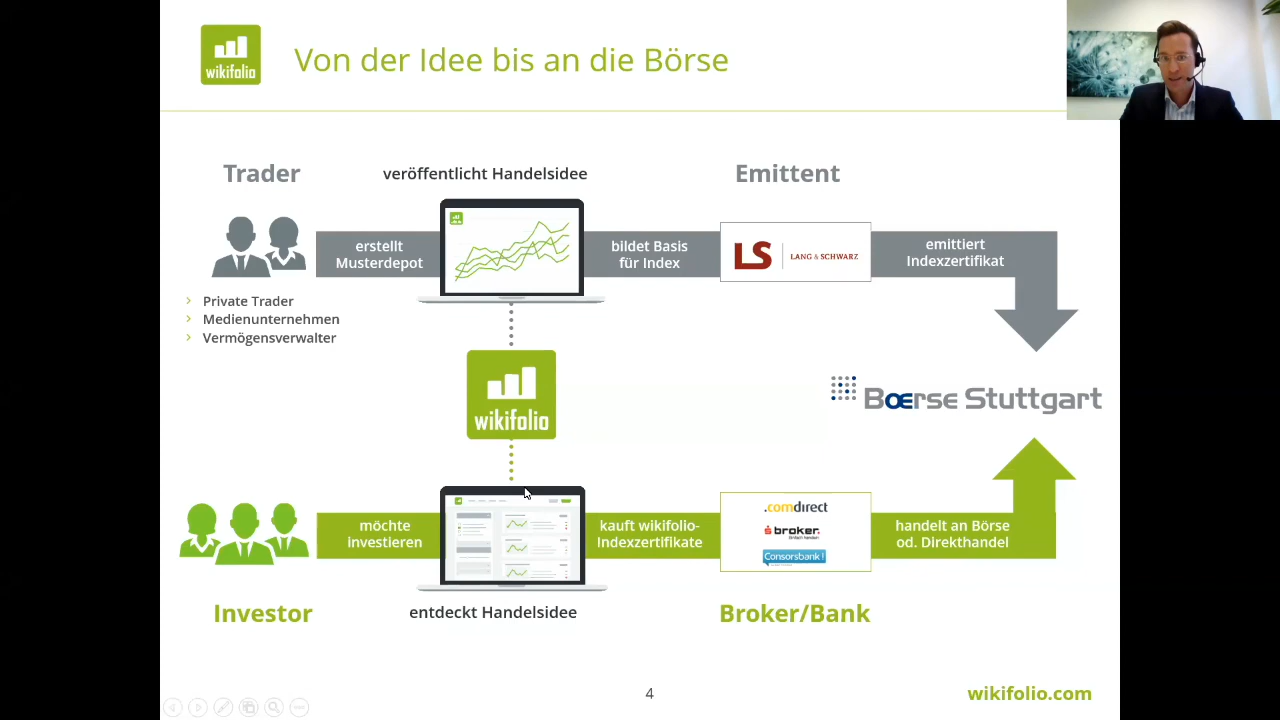 wikifolio
Von der Idee bis an die Börse
Trader
veröffentlicht Handelsidee
Emittent
erstellt
Musterdepot
bildet Basis
für Index
LS
LANG & SCHWARZ
emittiert
Indexzertifikat
Private Trader
Medienunternehmen
Vermögensverwalter
wikifolio
Bœrse Stuttgart
möchte
investieren
kauft wikifolio-
Indexzertifikate
.comdirect
broker.
Consorsbank!
handelt an Börse
od. Direkthandel
Investor
entdeckt Handelsidee
Broker/Bank
4
wikifolio.com